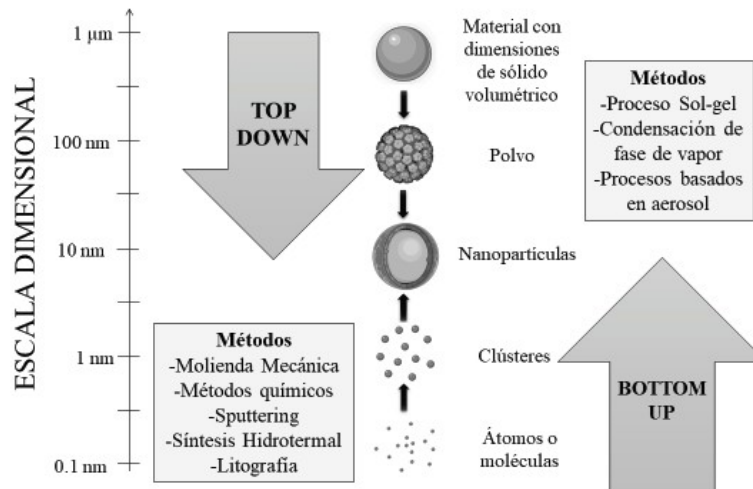 ESCALA DIMENSIONAL
1 µm
100 nm
10 nm
1 nm
0.1 nm
TOP
DOWN
Métodos
-Molienda Mecánica
-Métodos químicos
-Sputtering
-Síntesis Hidrotermal
-Litografía
Material con
dimensiones
de sólido
volumétrico
Polvo
Nanopartículas
Clústeres
Átomos o
moléculas
Métodos
-Proceso Sol-gel
-Condensación de
fase de vapor
-Procesos basados
en aerosol
BOTTOM
UP